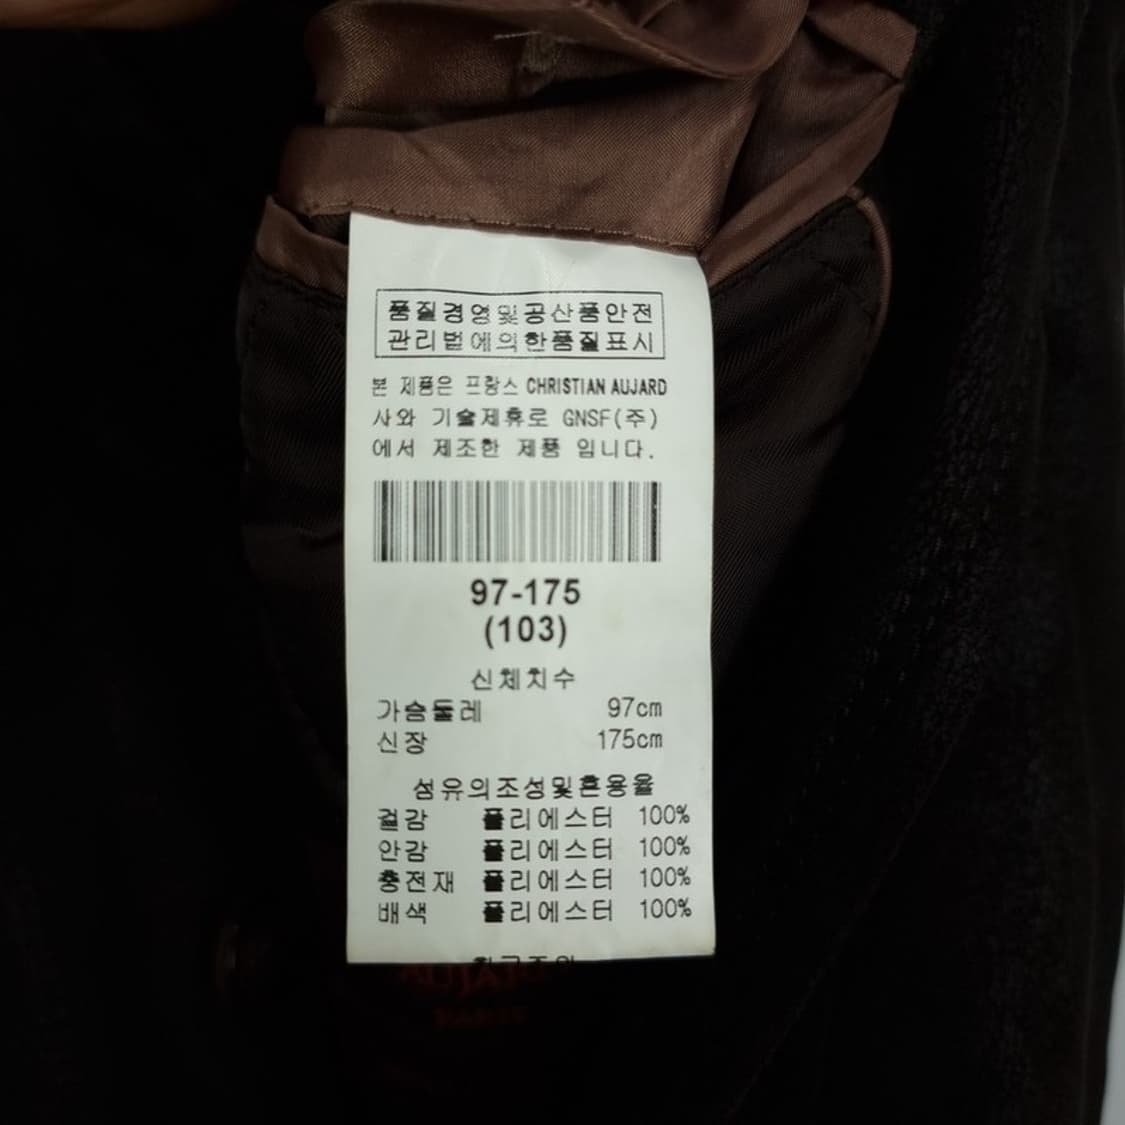 품질경영및공산품안전
관리법에의한품질표시
본 제품은 프랑스 CHRISTIAN AUJARD
사와 기술제휴로 GNSF(주)
에서 제조한 제품 입니다.
97-175
(103)
신체치수
가슴둘레 97cm
신장 175cm
섬유의조성및혼용율
겉감 폴리에스터 100%
안감 폴리에스터 100%
충전재 폴리에스터 100%
배색 폴리에스터 100%
AUJARD
PARIS